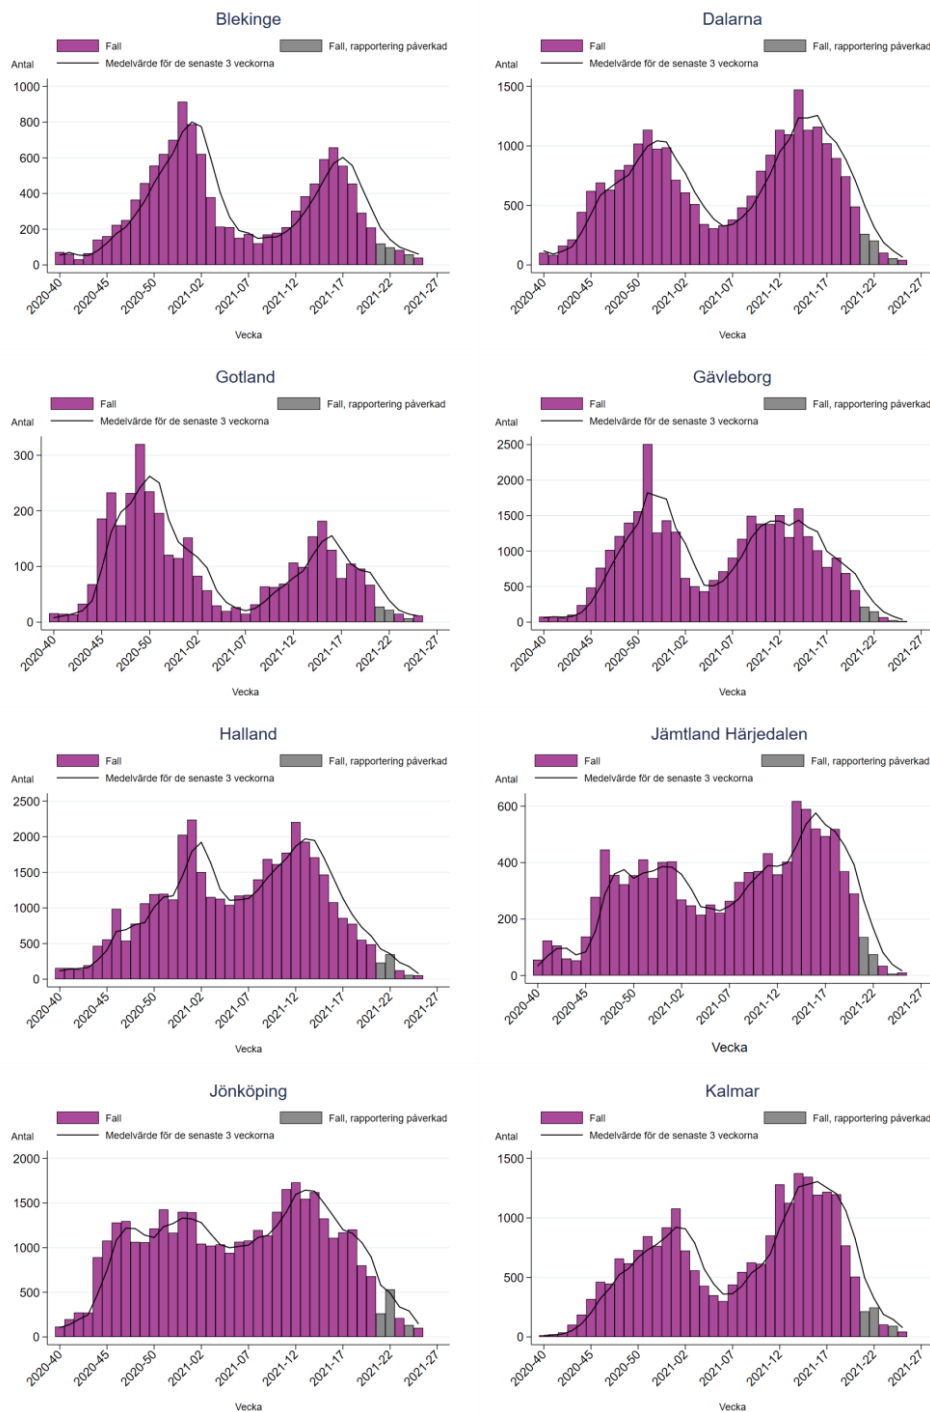 Blekinge
Fall
Fall, rapportering påverkad
Medelvärde för de senaste 3 veckorna
Antal
1000
800
600
400
200
0
2020-40 2020-45 2020-50 2021-02 2021-07 2021-12 2021-17 2021-22 2021-27
Vecka
Dalarna
Fall
Fall, rapportering påverkad
Medelvärde för de senaste 3 veckorna
Antal
1500
1000
500
0
2020-40 2020-45 2020-50 2021-02 2021-07 2021-12 2021-17 2021-22 2021-27
Vecka
Gotland
Fall
Fall, rapportering påverkad
Medelvärde för de senaste 3 veckorna
Antal
300
200
100
0
2020-40 2020-45 2020-50 2021-02 2021-07 2021-12 2021-17 2021-22 2021-27
Vecka
Gävleborg
Fall
Fall, rapportering påverkad
Medelvärde för de senaste 3 veckorna
Antal
2500
2000
1500
1000
500
0
2020-40 2020-45 2020-50 2021-02 2021-07 2021-12 2021-17 2021-22 2021-27
Vecka
Halland
Fall
Fall, rapportering påverkad
Medelvärde för de senaste 3 veckorna
Antal
2500
2000
1500
1000
500
0
2020-40 2020-45 2020-50 2021-02 2021-07 2021-12 2021-17 2021-22 2021-27
Vecka
Jämtland Härjedalen
Fall
Fall, rapportering påverkad
Medelvärde för de senaste 3 veckorna
Antal
600
400
200
0
2020-40 2020-45 2020-50 2021-02 2021-07 2021-12 2021-17 2021-22 2021-27
Vecka
Jönköping
Fall
Fall, rapportering påverkad
Medelvärde för de senaste 3 veckorna
Antal
2000
1500
1000
500
0
2020-40 2020-45 2020-50 2021-02 2021-07 2021-12 2021-17 2021-22 2021-27
Vecka
Kalmar
Fall
Fall, rapportering påverkad
Medelvärde för de senaste 3 veckorna
Antal
1500
1000
500
0
2020-40 2020-45 2020-50 2021-02 2021-07 2021-12 2021-17 2021-22 2021-27
Vecka